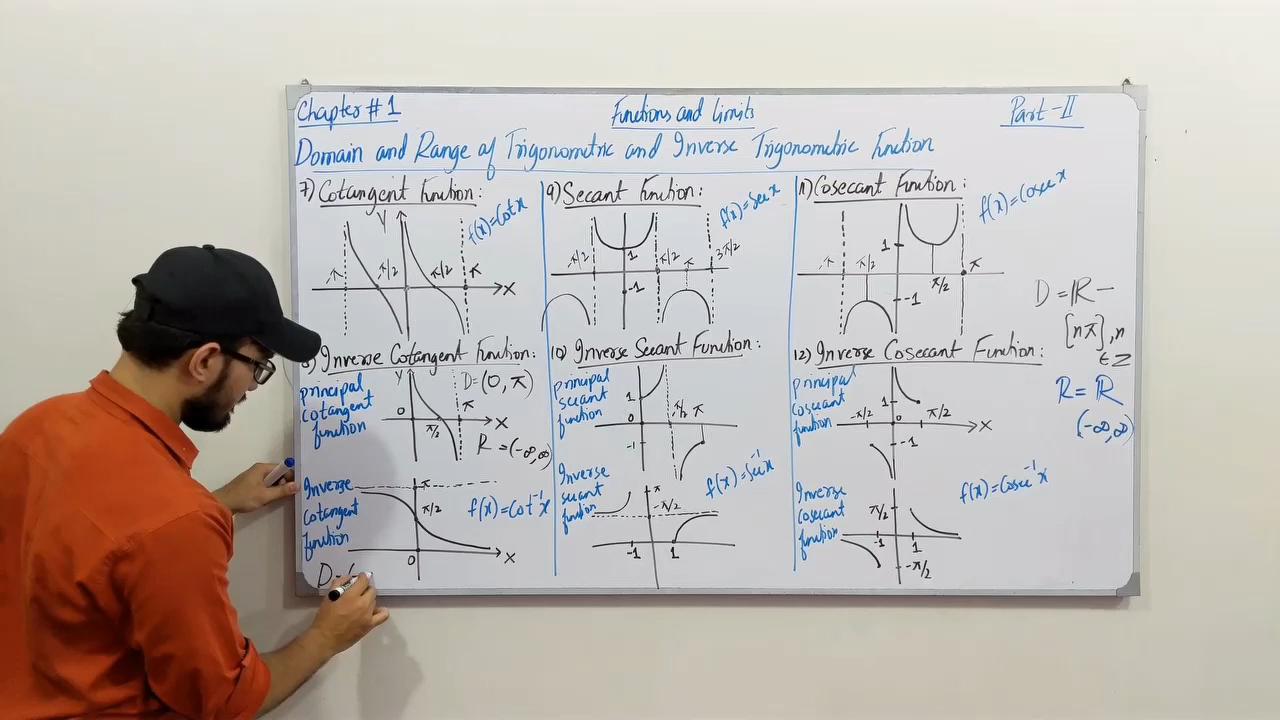 Chapter # 1
Functions and Limits
Part-II
Domain and Range of Trigonometric and Inverse Trigonometric Function
7) Cotangent Function:
f(x)=Cot x
Y
-π
-π/2
π/2
π
X
8) Inverse Cotangent Function:
Principal
Cotangent
function
Y
D=(0, π)
0
π/2
π
X
R=(-∞,∞)
Inverse
Cotangent
function
π
π/2
f(x)=Cot⁻¹x
0
X
D=(
9) Secant Function:
f(x)=Sec x
-π/2
1
-1
π/2
π
3π/2
10) Inverse Secant Function:
Principal
Secant
function
1
0
-1
π/2
π
Inverse
Secant
function
π
-π/2
f(x)=Sec⁻¹x
-1
1
11) Cosecant Function:
f(x)=Cosec x
-π
-π/2
1
-1
π/2
π
D=ℝ-
{nπ}, n
∈Z
R=ℝ
(-∞,∞)
12) Inverse Cosecant Function:
Principal
Cosecant
function
1
-π/2
0
π/2
X
-1
Inverse
Cosecant
function
π/2
f(x)=Cosec⁻¹x
-1
1
-π/2